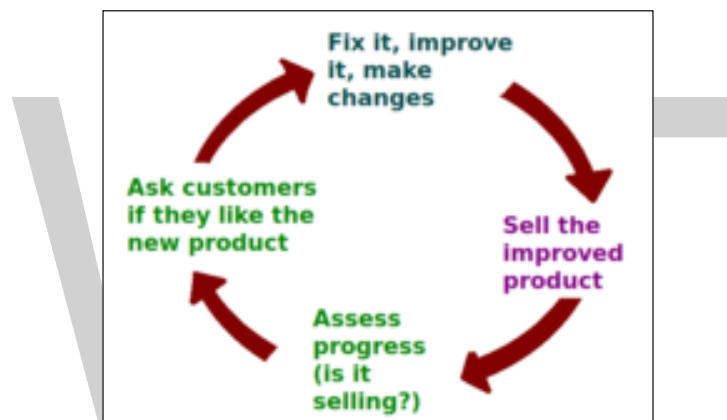 Fix it, improve
it, make
changes
Sell the
improved
product
Assess
progress
(is it
selling?)
Ask customers
if they like the
new product